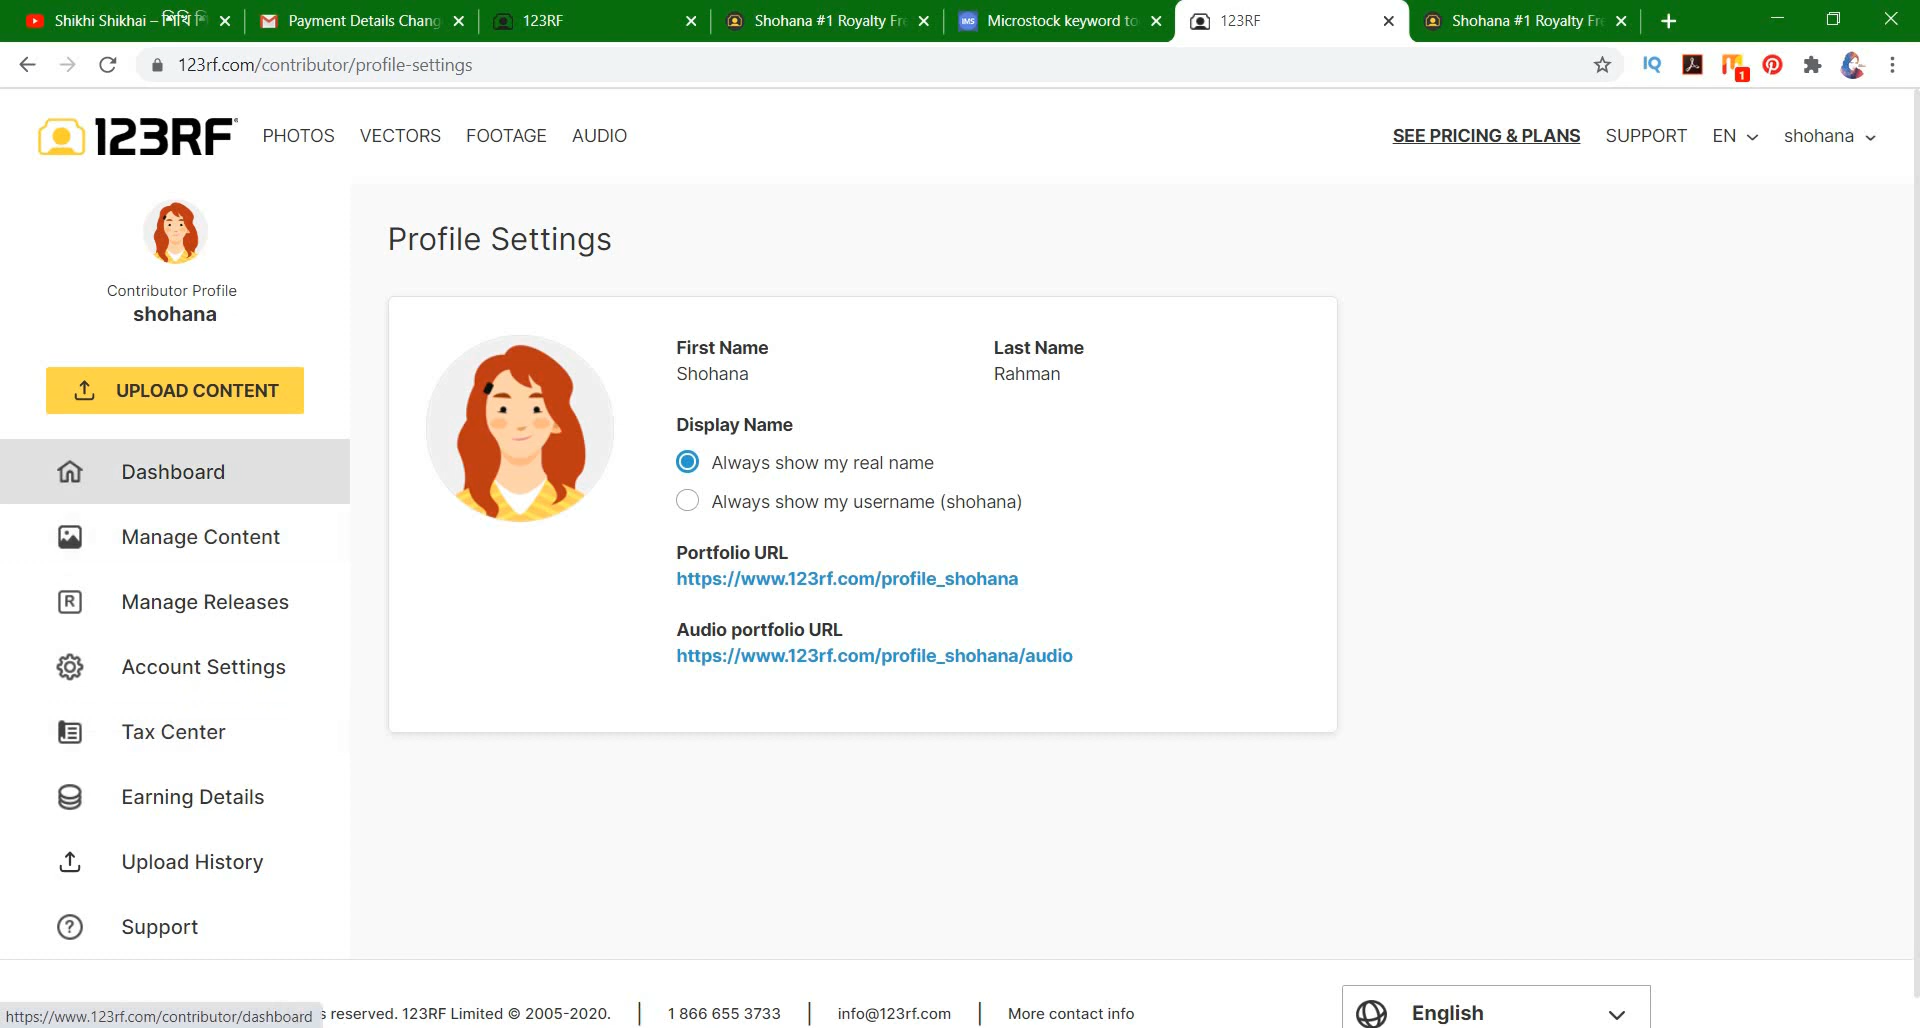 Shikhi Shikhai – শিখি শি
Payment Details Chang
123RF
Shohana #1 Royalty Fre
IMS
Microstock keyword to
123RF
Shohana #1 Royalty Fre
123rf.com/contributor/profile-settings
IQ
1
123RF
PHOTOS
VECTORS
FOOTAGE
AUDIO
SEE PRICING & PLANS
SUPPORT
EN
shohana
Contributor Profile
shohana
UPLOAD CONTENT
Dashboard
Manage Content
R
Manage Releases
Account Settings
Tax Center
Earning Details
Upload History
?
Support
Profile Settings
First Name
Shohana
Last Name
Rahman
Display Name
Always show my real name
Always show my username (shohana)
Portfolio URL
https://www.123rf.com/profile_shohana
Audio portfolio URL
https://www.123rf.com/profile_shohana/audio
https://www.123rf.com/contributor/dashboard
s reserved. 123RF Limited © 2005-2020.
1 866 655 3733
info@123rf.com
More contact info
English